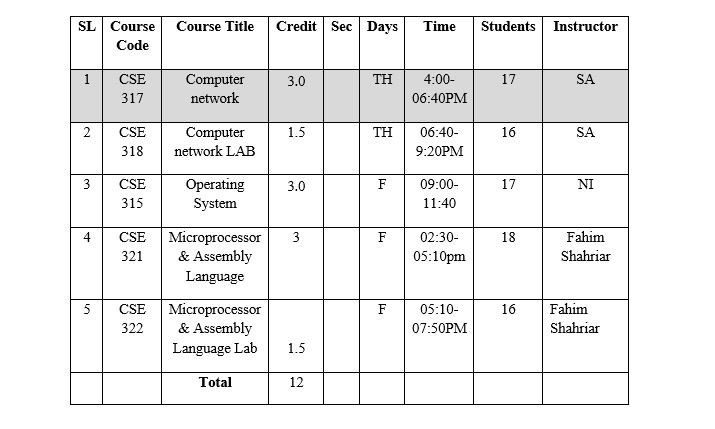 SL Course Code Course Title Credit Sec Days Time Students Instructor
1 CSE 317 Computer network 3.0 TH 4:00-06:40PM 17 SA
2 CSE 318 Computer network LAB 1.5 TH 06:40-9:20PM 16 SA
3 CSE 315 Operating System 3.0 F 09:00-11:40 17 NI
4 CSE 321 Microprocessor & Assembly Language 3 F 02:30-05:10pm 18 Fahim Shahriar
5 CSE 322 Microprocessor & Assembly Language Lab 1.5 F 05:10-07:50PM 16 Fahim Shahriar
Total 12